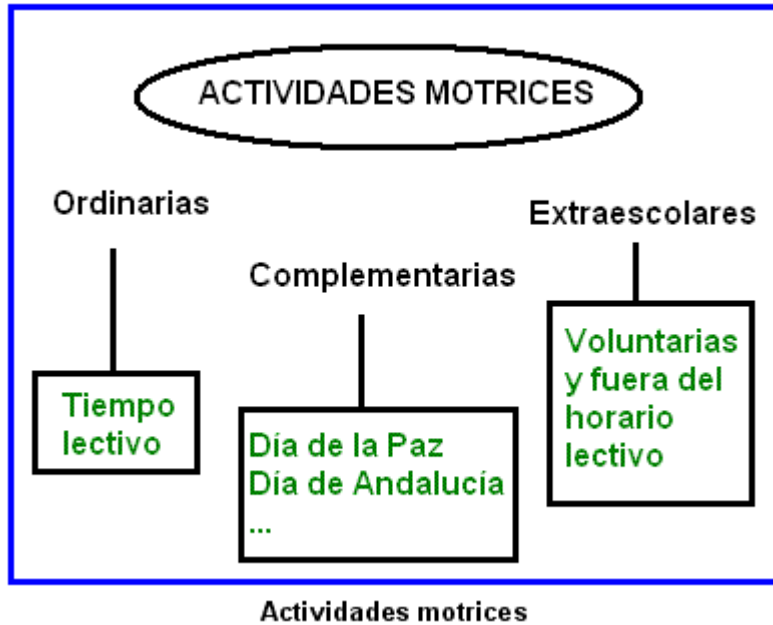 ACTIVIDADES MOTRICES
Ordinarias
Tiempo
lectivo
Complementarias
Día de la Paz
Día de Andalucía
...
Extraescolares
Voluntarias
y fuera del
horario
lectivo
Actividades motrices